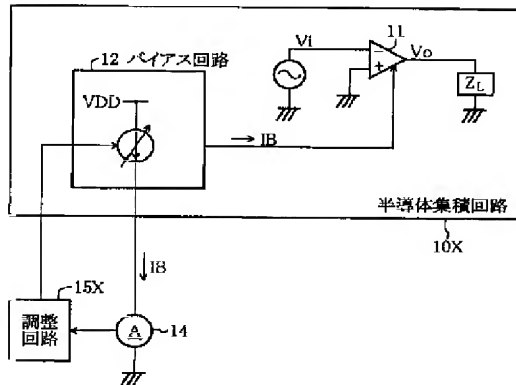 12 バイアス回路
VDD
IB
Vi
11
−
+
Vo
ZL
半導体集積回路
10X
IB
15X
調整
回路
A
14